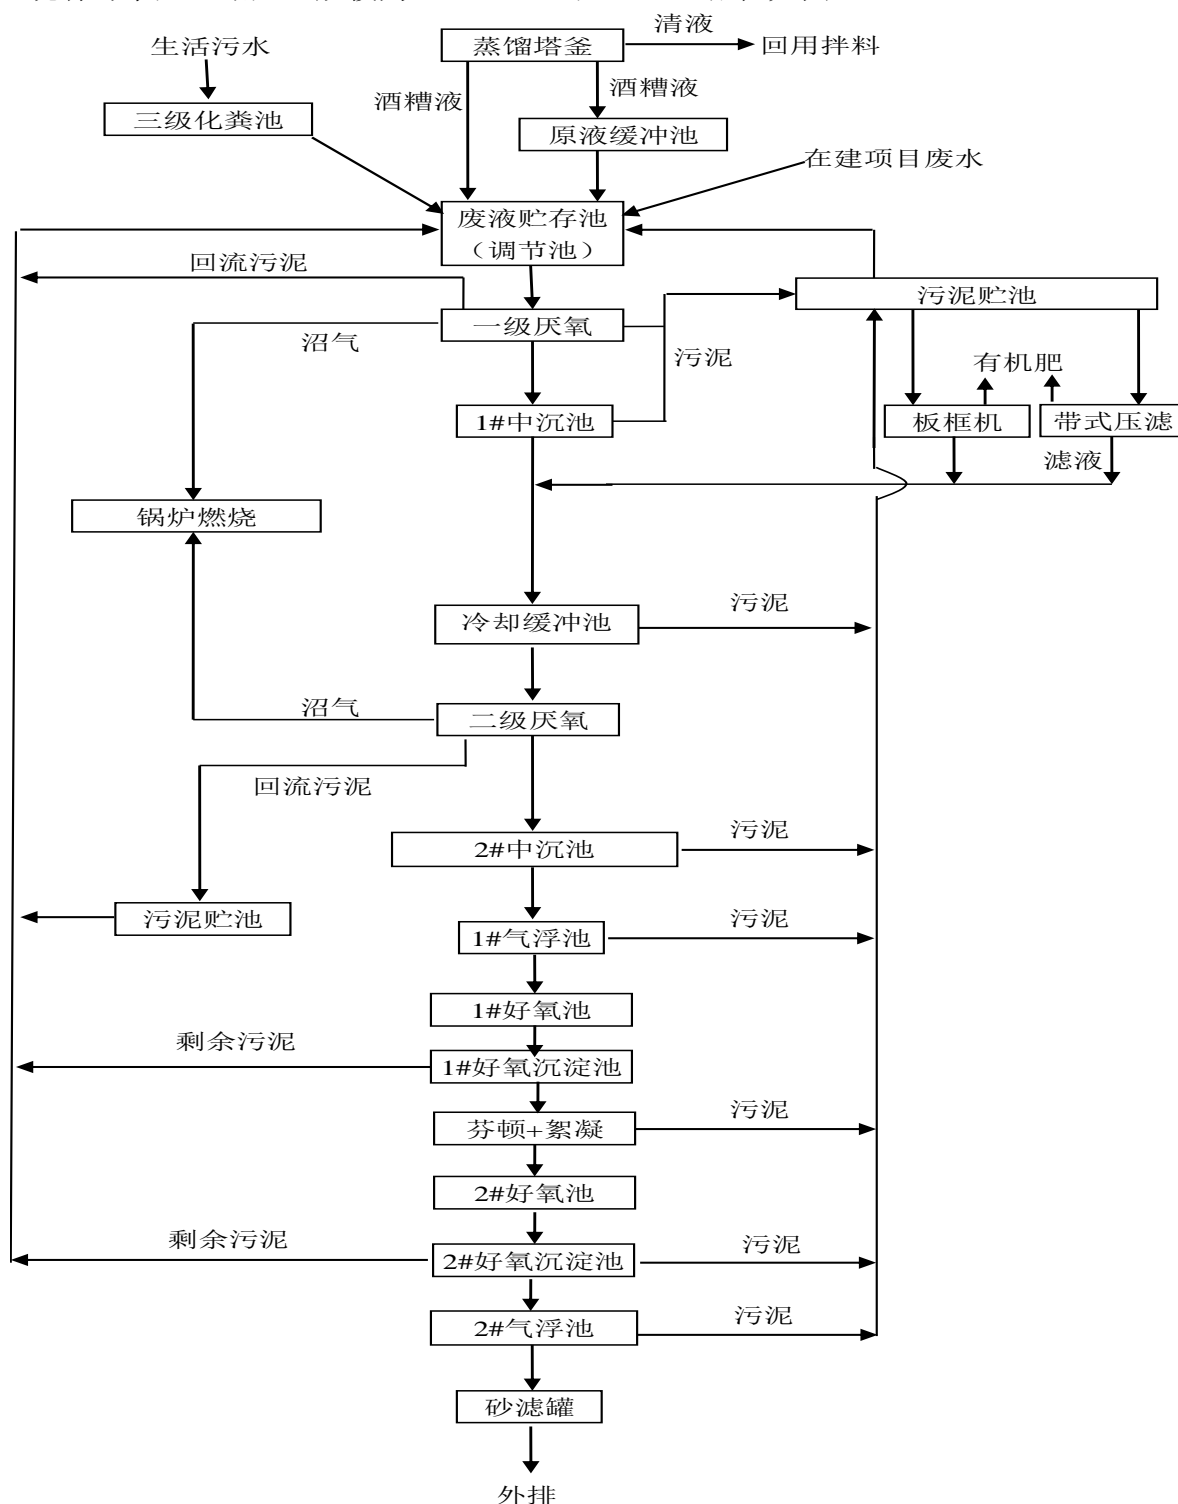 清液
生活污水
蒸馏塔釜
回用拌料
酒糟液
酒糟液
三级化粪池
原液缓冲池
在建项目废水
废液贮存池
（调节池）
回流污泥
污泥贮池
一级厌氧
沼气
污泥
有机肥
1#中沉池
板框机
带式压滤
滤液
锅炉燃烧
冷却缓冲池
污泥
沼气
二级厌氧
回流污泥
2#中沉池
污泥
污泥贮池
1#气浮池
污泥
1#好氧池
剩余污泥
1#好氧沉淀池
芬顿+絮凝
污泥
2#好氧池
剩余污泥
2#好氧沉淀池
污泥
2#气浮池
污泥
砂滤罐
外排